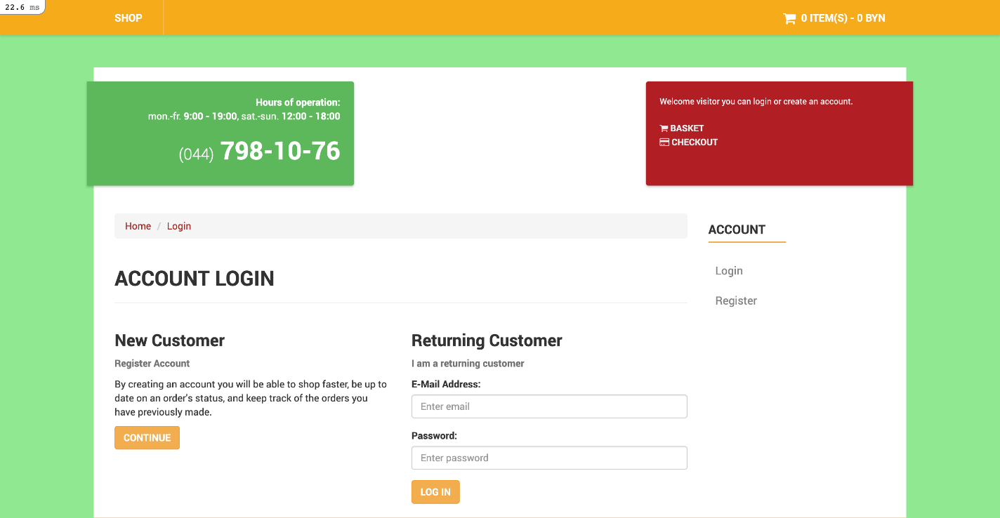 22.6 ms
SHOP
0 ITEM(S) - 0 BYN
Hours of operation:
mon.-fr. 9:00 - 19:00, sat.-sun. 12:00 - 18:00
(044) 798-10-76
Welcome visitor you can login or create an account.
BASKET
CHECKOUT
Home / Login
ACCOUNT LOGIN
New Customer
Register Account
By creating an account you will be able to shop faster, be up to
date on an order's status, and keep track of the orders you
have previously made.
CONTINUE
Returning Customer
I am a returning customer
E-Mail Address:
Enter email
Password:
Enter password
LOG IN
ACCOUNT
Login
Register